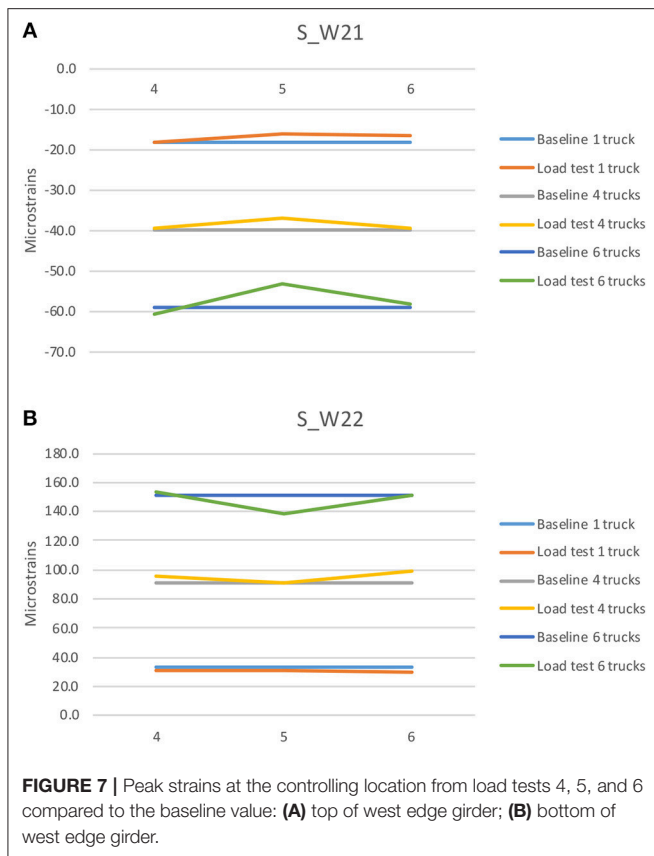 A
S_W21
0.0
4 5 6
-10.0
-20.0
-30.0
-40.0
-50.0
-60.0
-70.0
Microstrains
Baseline 1 truck
Load test 1 truck
Baseline 4 trucks
Load test 4 trucks
Baseline 6 trucks
Load test 6 trucks
B
S_W22
180.0
160.0
140.0
120.0
100.0
80.0
60.0
40.0
20.0
0.0
4 5 6
Microstrains
Baseline 1 truck
Load test 1 truck
Baseline 4 trucks
Load test 4 trucks
Baseline 6 trucks
Load test 6 trucks
FIGURE 7 | Peak strains at the controlling location from load tests 4, 5, and 6
compared to the baseline value: (A) top of west edge girder; (B) bottom of
west edge girder.